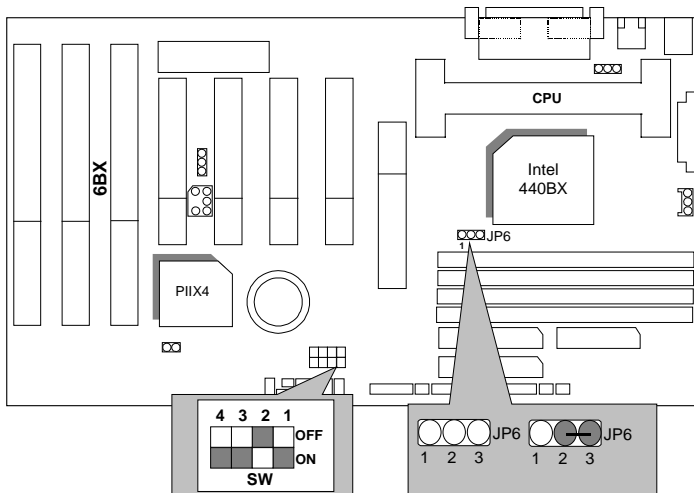 CPU
6BX
Intel
440BX
JP6
1
PIIX4
4 3 2 1
OFF
ON
SW
JP6
1 2 3
JP6
1 2 3